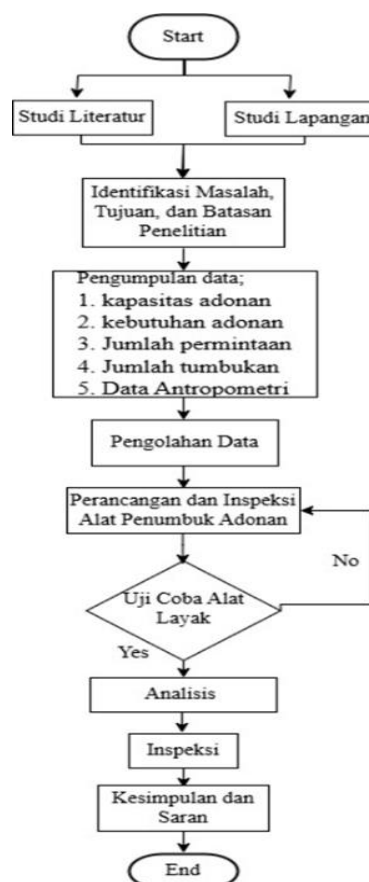 Start
Studi Literatur
Studi Lapangan
Identifikasi Masalah,
Tujuan, dan Batasan
Penelitian
Pengumpulan data;
1. kapasitas adonan
2. kebutuhan adonan
3. Jumlah permintaan
4. Jumlah tumbukan
5. Data Antropometri
Pengolahan Data
Perancangan dan Inspeksi
Alat Penumbuk Adonan
No
Uji Coba Alat
Layak
Yes
Analisis
Inspeksi
Kesimpulan dan
Saran
End